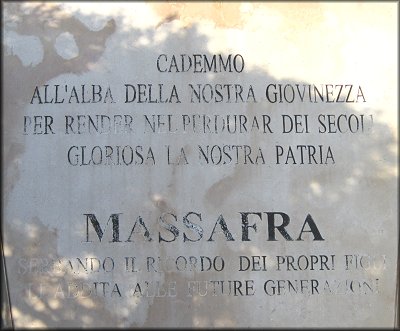 CADEMMO
ALL'ALBA DELLA NOSTRA GIOVINEZZA
PER RENDER NEL PERDURAR DEI SECOLI
GLORIOSA LA NOSTRA PATRIA
MASSAFRA
SERBANDO IL RICORDO DEI PROPRI FIGLI
LI ADDITA ALLE FUTURE GENERAZIONI